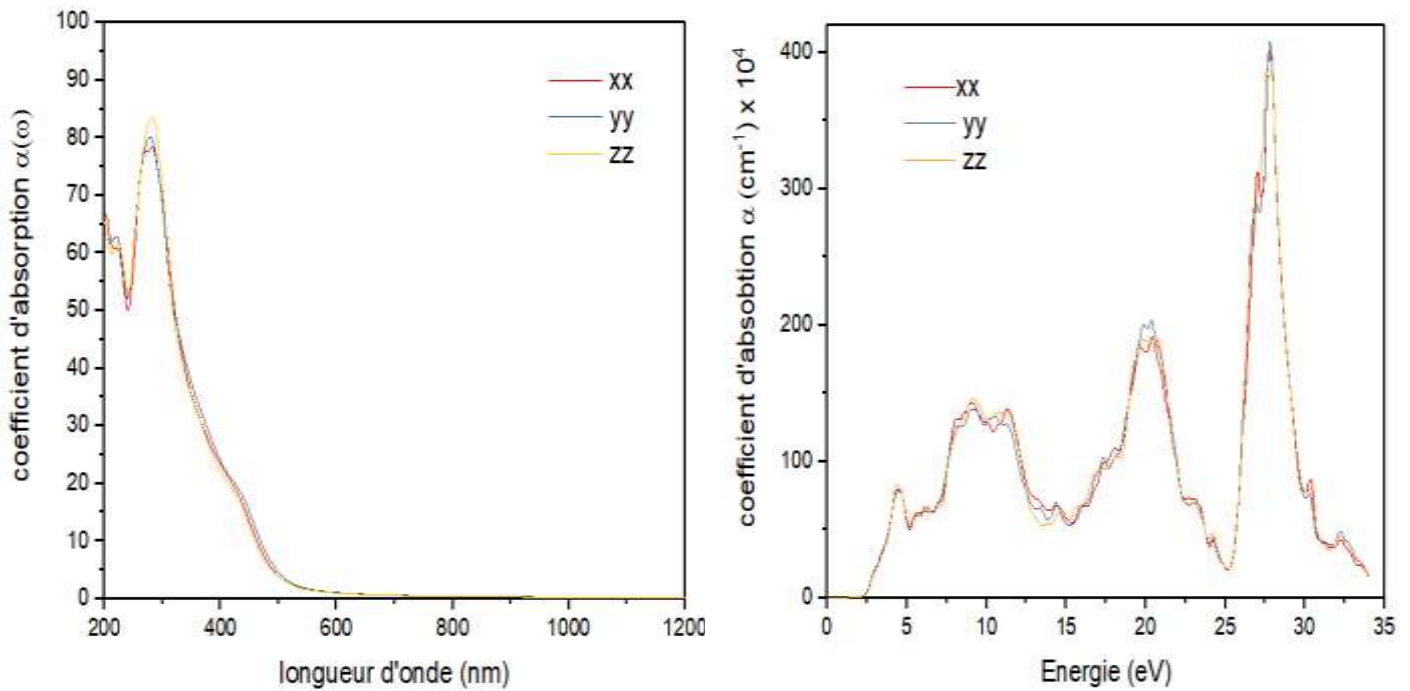 100
90
80
70
60
50
40
30
20
10
0
200 400 600 800 1000 1200
coefficient d'absorption α(ω)
longueur d'onde (nm)
xx
yy
zz
400
300
200
100
0
0 5 10 15 20 25 30 35
coefficient d'absobtion α (cm⁻¹) x 10⁴
Energie (eV)
xx
yy
zz